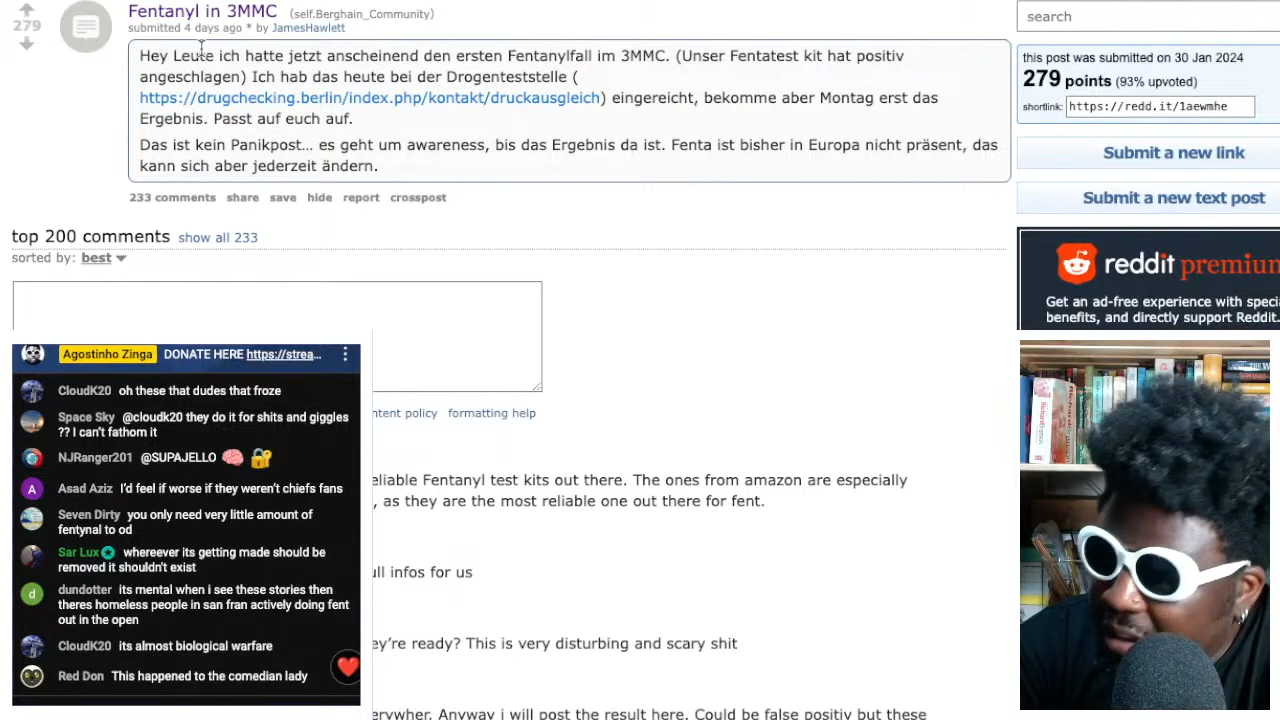 Fentanyl in 3MMC (self.Berghain_Community)
279
submitted 4 days ago * by JamesHawlett
Hey Leute ich hatte jetzt anscheinend den ersten Fentanylfall im 3MMC. (Unser Fentatest kit hat positiv
angeschlagen) Ich hab das heute bei der Drogenteststelle (
https://drugchecking.berlin/index.php/kontakt/druckausgleich) eingereicht, bekomme aber Montag erst das
Ergebnis. Passt auf euch auf.
Das ist kein Panikpost... es geht um awareness, bis das Ergebnis da ist. Fenta ist bisher in Europa nicht präsent, das
kann sich aber jederzeit ändern.
233 comments share save hide report crosspost
top 200 comments show all 233
sorted by: best
search
this post was submitted on 30 Jan 2024
279 points (93% upvoted)
shortlink: https://redd.it/1aewmhe
Submit a new link
Submit a new text post
reddit premium
Get an ad-free experience with
benefits, and directly support Reddit.
ntent policy formatting help
eliable Fentanyl test kits out there. The ones from amazon are especially
, as they are the most reliable one out there for fent.
ull infos for us
ey're ready? This is very disturbing and scary shit
erywher. Anyway i will post the result here. Could be false positiv but these
Agostinho Zinga DONATE HERE https://strea...
CloudK20 oh these that dudes that froze
Space Sky @cloudk20 they do it for shits and giggles
?? I can't fathom it
NJRanger201 @SUPAJELLO
A Asad Aziz I'd feel if worse if they weren't chiefs fans
Seven Dirty you only need very little amount of
fentynal to od
Sar Lux whereever its getting made should be
removed it shouldn't exist
d dundotter its mental when i see these stories then
theres homeless people in san fran actively doing fent
out in the open
CloudK20 its almost biological warfare
Red Don This happened to the comedian lady